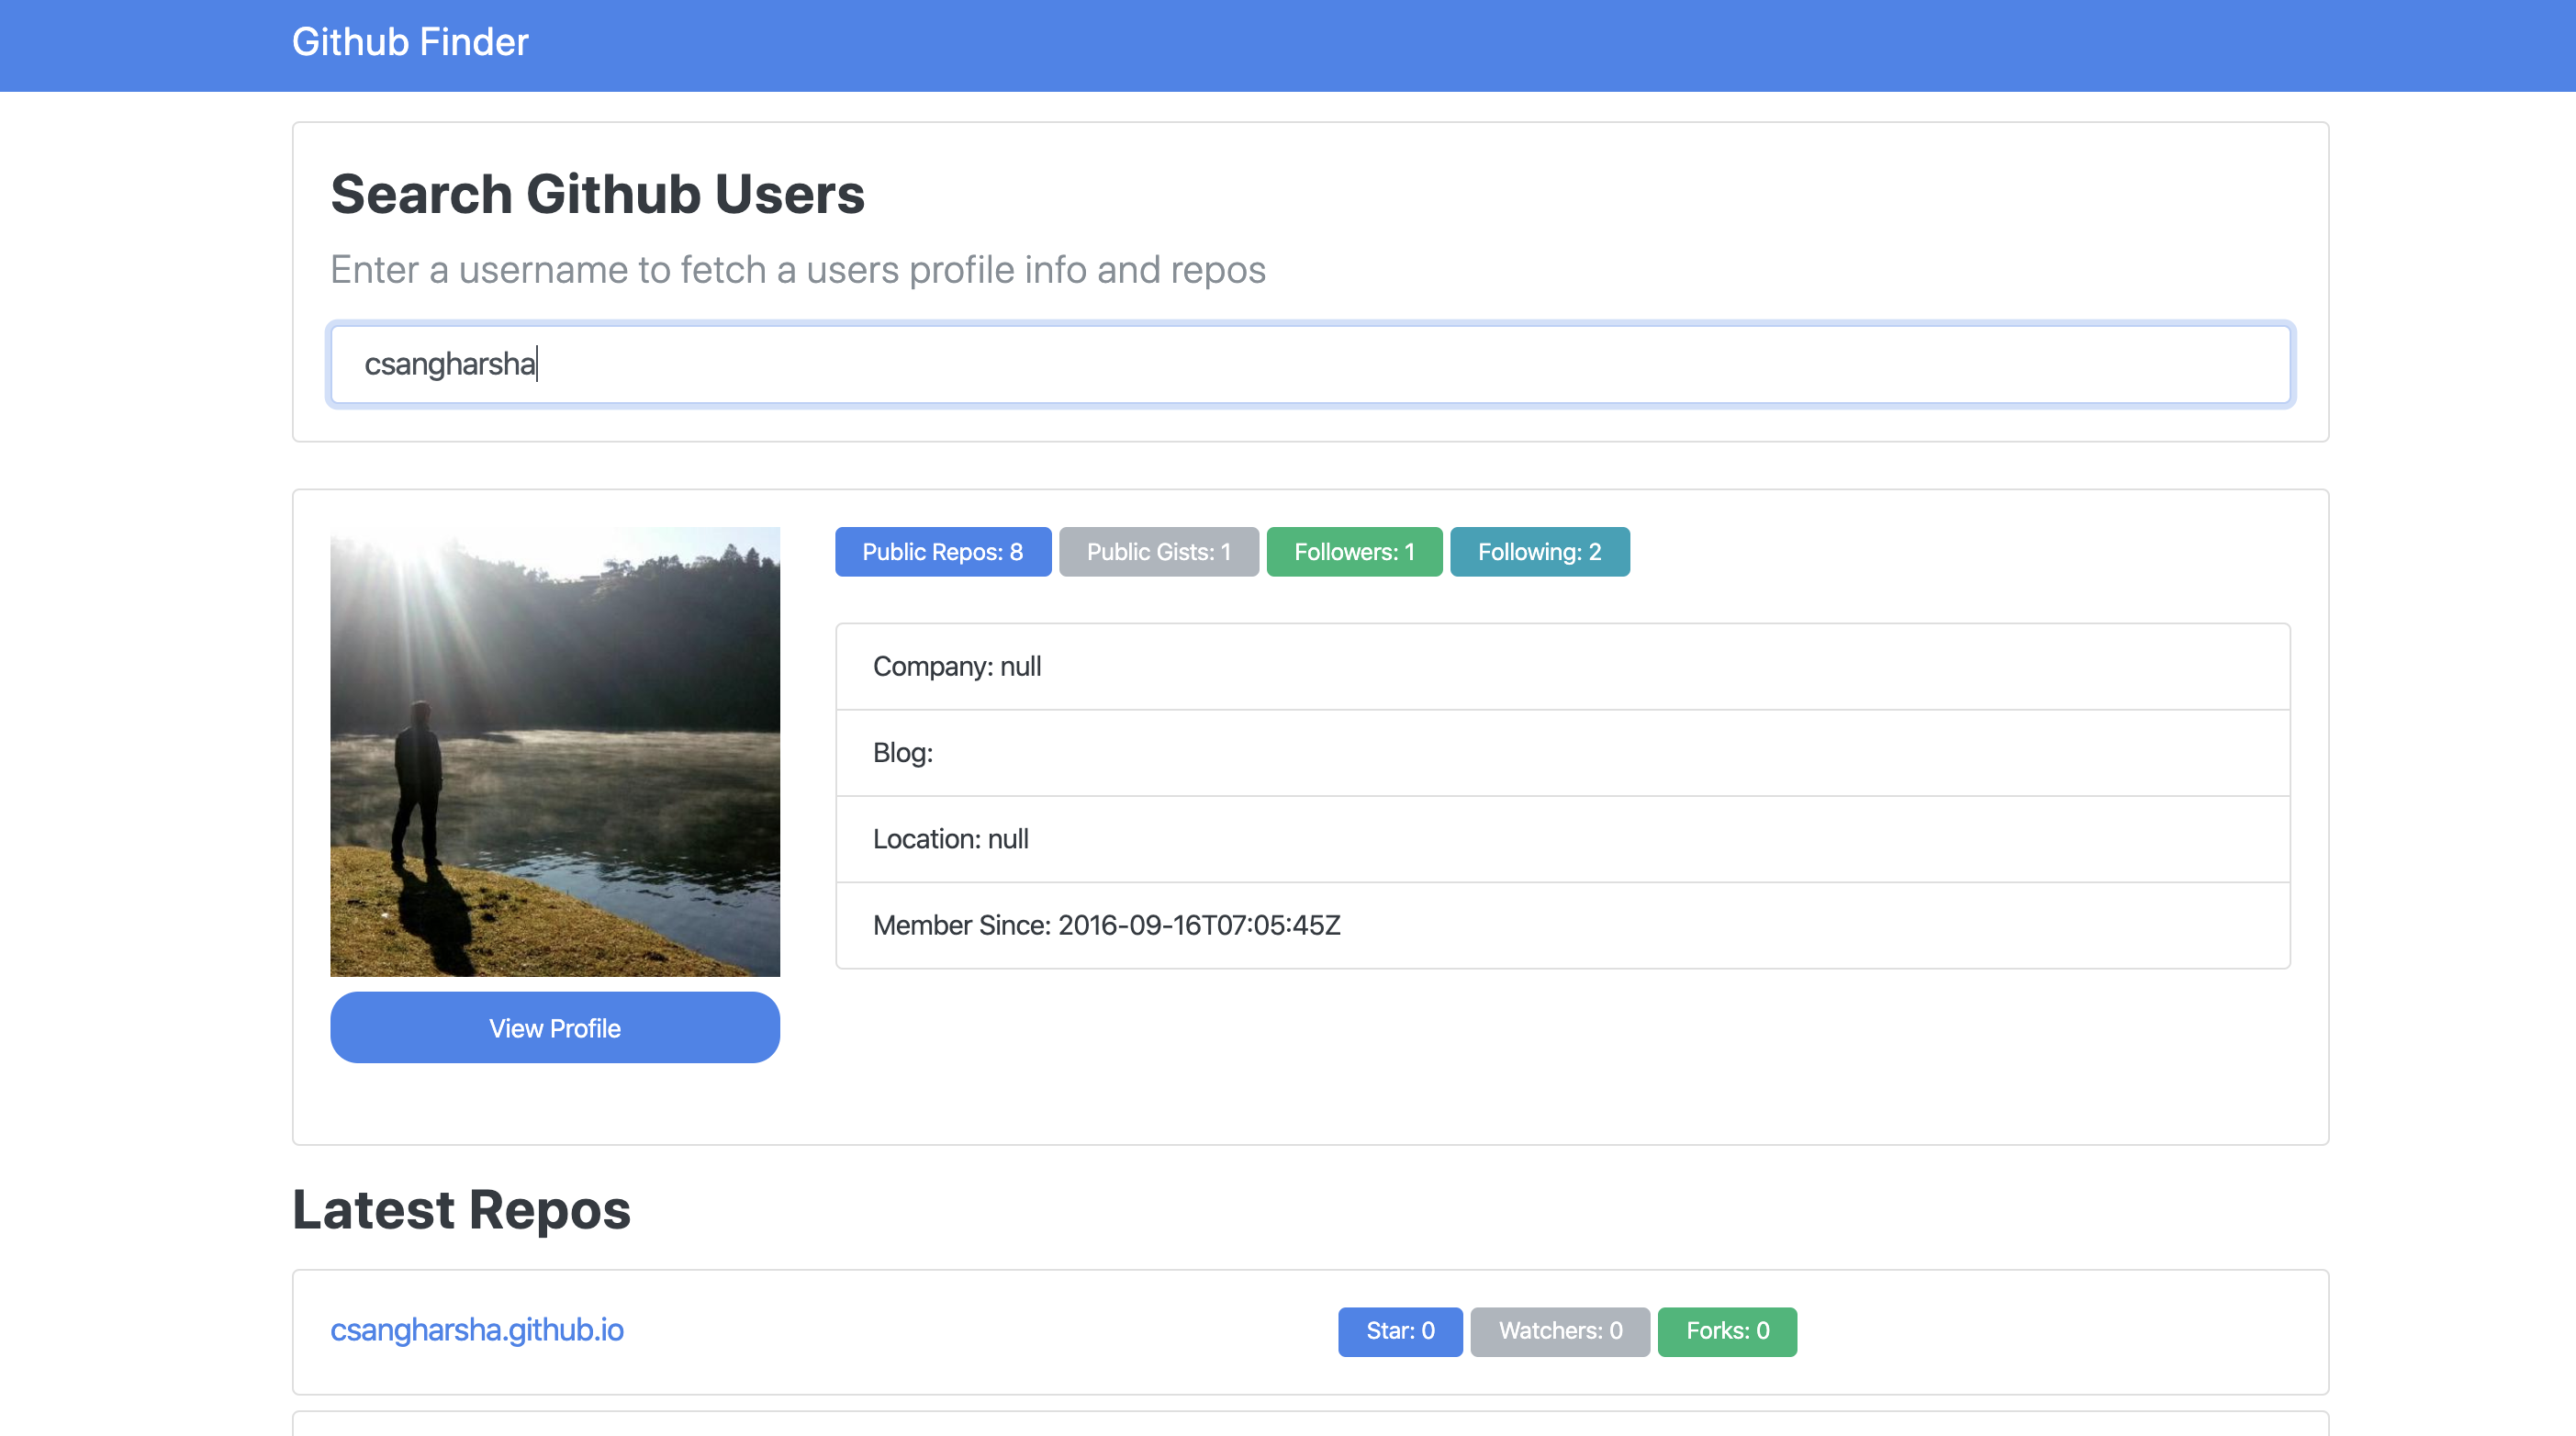 Github Finder
Search Github Users
Enter a username to fetch a users profile info and repos
csangharsha
Public Repos: 8 Public Gists: 1 Followers: 1 Following: 2
Company: null
Blog:
Location: null
Member Since: 2016-09-16T07:05:45Z
View Profile
Latest Repos
csangharsha.github.io Star: 0 Watchers: 0 Forks: 0